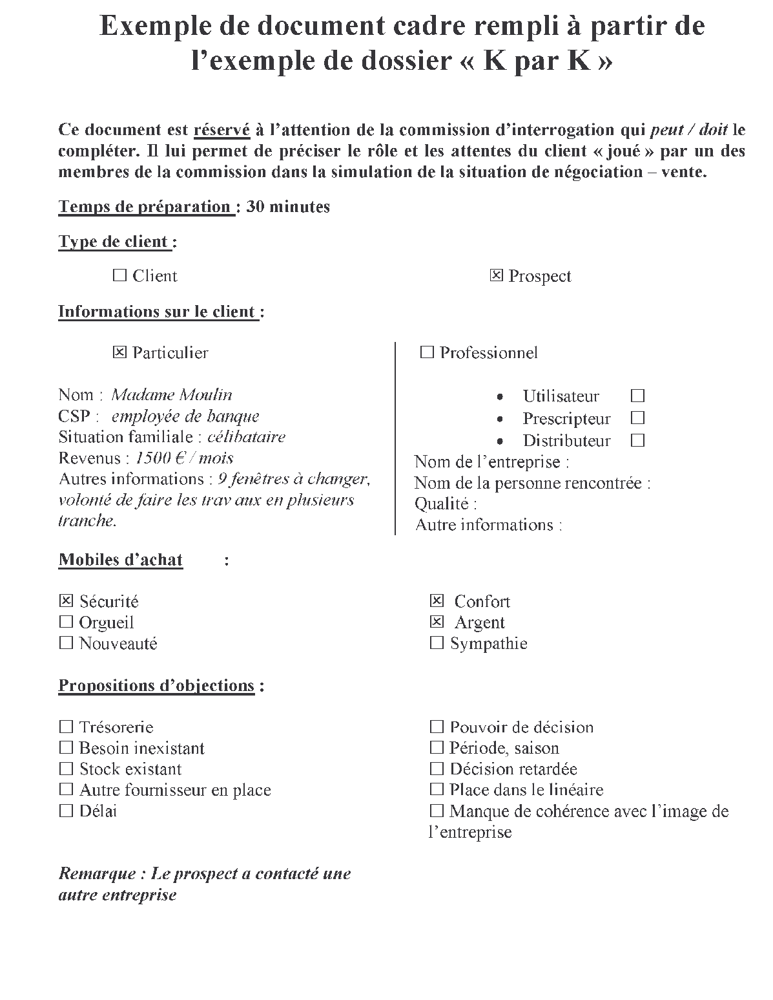 Exemple de document cadre rempli à partir de
l’exemple de dossier « K par K »
Ce document est réservé à l’attention de la commission d’interrogation qui peut / doit le
compléter. Il lui permet de préciser le rôle et les attentes du client « joué » par un des
membres de la commission dans la simulation de la situation de négociation – vente.
Temps de préparation : 30 minutes
Type de client :
☐ Client
☒ Prospect
Informations sur le client :
☒ Particulier
Nom : Madame Moulin
CSP : employée de banque
Situation familiale : célibataire
Revenus : 1500 € / mois
Autres informations : 9 fenêtres à changer,
volonté de faire les trav aux en plusieurs
tranche.
☐ Professionnel
• Utilisateur ☐
• Prescripteur ☐
• Distributeur ☐
Nom de l’entreprise :
Nom de la personne rencontrée :
Qualité :
Autre informations :
Mobiles d’achat :
☒ Sécurité
☐ Orgueil
☐ Nouveauté
☒ Confort
☒ Argent
☐ Sympathie
Propositions d’objections :
☐ Trésorerie
☐ Besoin inexistant
☐ Stock existant
☐ Autre fournisseur en place
☐ Délai
☐ Pouvoir de décision
☐ Période, saison
☐ Décision retardée
☐ Place dans le linéaire
☐ Manque de cohérence avec l’image de
l’entreprise
Remarque : Le prospect a contacté une
autre entreprise